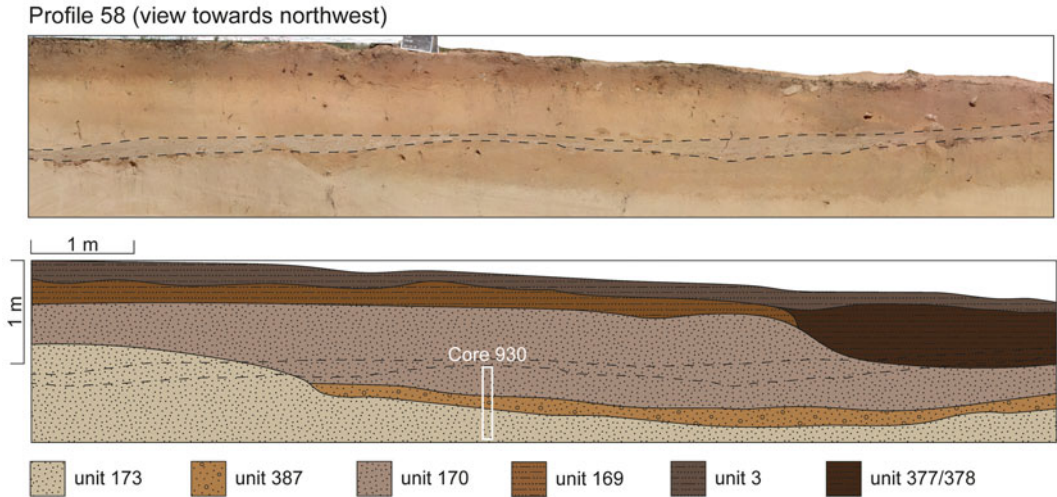 Profile 58 (view towards northwest)
1 m
1 m
Core 930
unit 173 unit 387 unit 170 unit 169 unit 3 unit 377/378